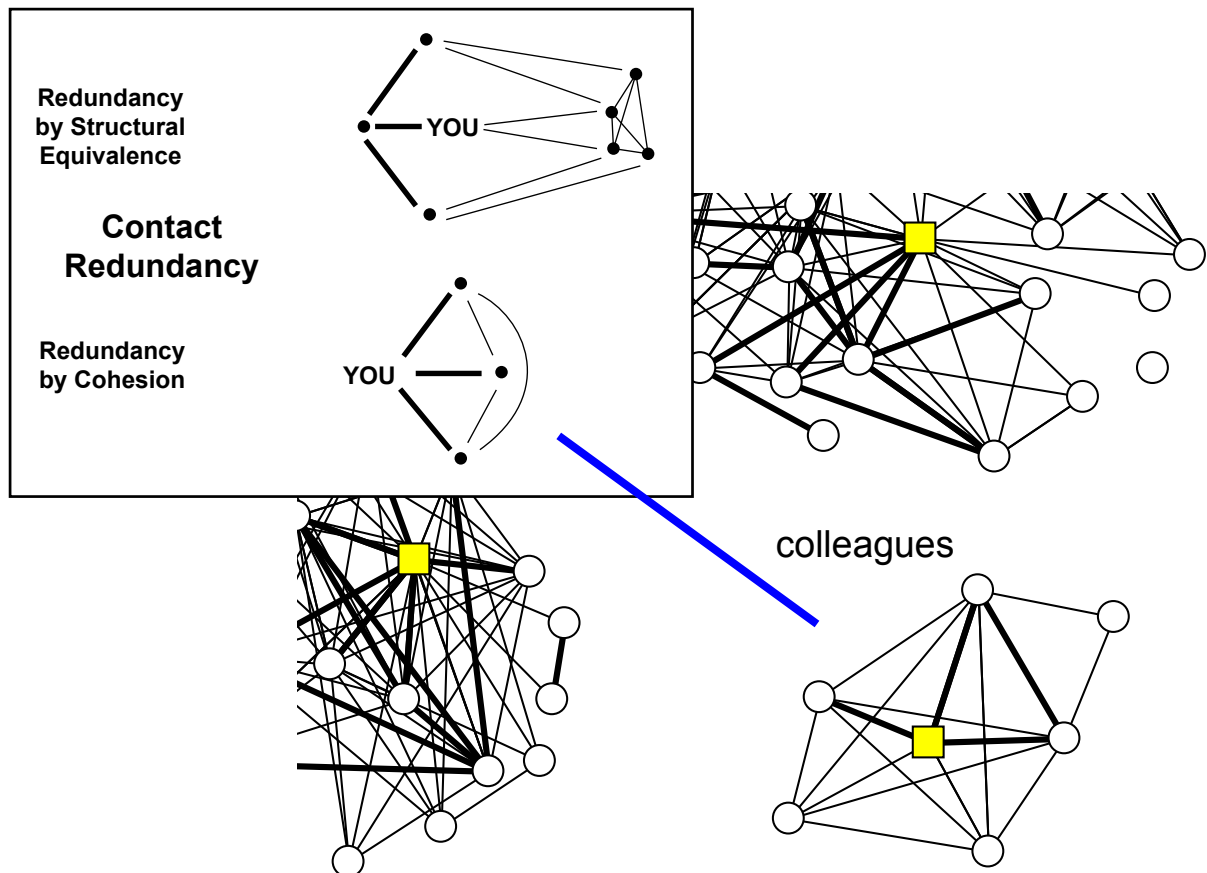 Redundancy
by Structural
Equivalence
YOU
Contact
Redundancy
Redundancy
by Cohesion
YOU
colleagues